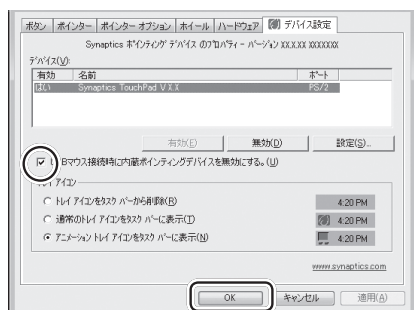 ボタン ポインター ポインター オプション ホイール ハードウェア デバイス設定
Synaptics ポインティング デバイス のプロパティー - バージョン XX.X.XX XXXXXXX
デバイス(V):
有効 名前 ポート
はい Synaptics TouchPad V X.X PS/2
有効(E) 無効(D) 設定(S)...
Bマウス接続時に内蔵ポインティングデバイスを無効にする。(U)
トレイ アイコン
トレイ アイコンをタスク バーから削除(R) 4:20 PM
通常のトレイ アイコンをタスク バーに表示(T) 4:20 PM
アニメーション トレイ アイコンをタスク バーに表示(N) 4:20 PM
www.synaptics.com
OK キャンセル 適用(A)